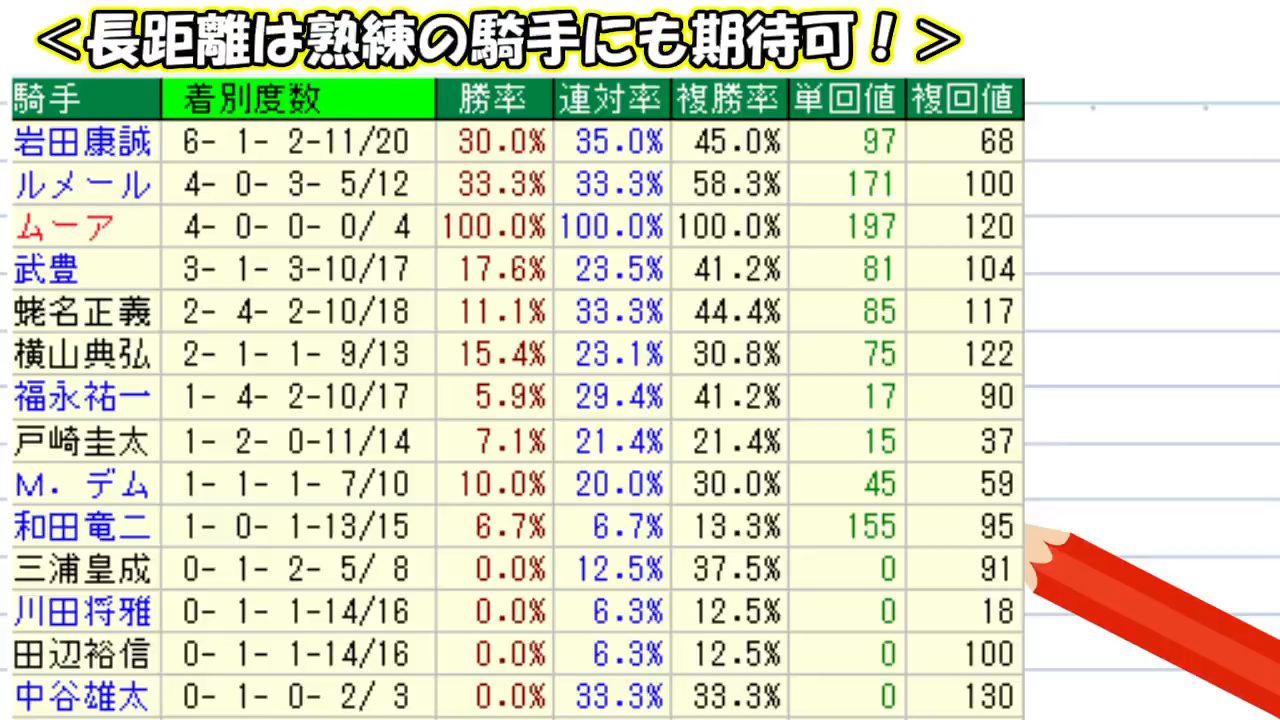 ＜長距離は熟練の騎手にも期待可！＞
騎手 着別度数 勝率 連対率 複勝率 単回値 複回値
岩田康誠 6- 1- 2-11/20 30.0% 35.0% 45.0% 97 68
ルメール 4- 0- 3- 5/12 33.3% 33.3% 58.3% 171 100
ムーア 4- 0- 0- 0/ 4 100.0% 100.0% 100.0% 197 120
武豊 3- 1- 3-10/17 17.6% 23.5% 41.2% 81 104
蛯名正義 2- 4- 2-10/18 11.1% 33.3% 44.4% 85 117
横山典弘 2- 1- 1- 9/13 15.4% 23.1% 30.8% 75 122
福永祐一 1- 4- 2-10/17 5.9% 29.4% 41.2% 17 90
戸崎圭太 1- 2- 0-11/14 7.1% 21.4% 21.4% 15 37
M．デム 1- 1- 1- 7/10 10.0% 20.0% 30.0% 45 59
和田竜二 1- 0- 1-13/15 6.7% 6.7% 13.3% 155 95
三浦皇成 0- 1- 2- 5/ 8 0.0% 12.5% 37.5% 0 91
川田将雅 0- 1- 1-14/16 0.0% 6.3% 12.5% 0 18
田辺裕信 0- 1- 1-14/16 0.0% 6.3% 12.5% 0 100
中谷雄太 0- 1- 0- 2/ 3 0.0% 33.3% 33.3% 0 130